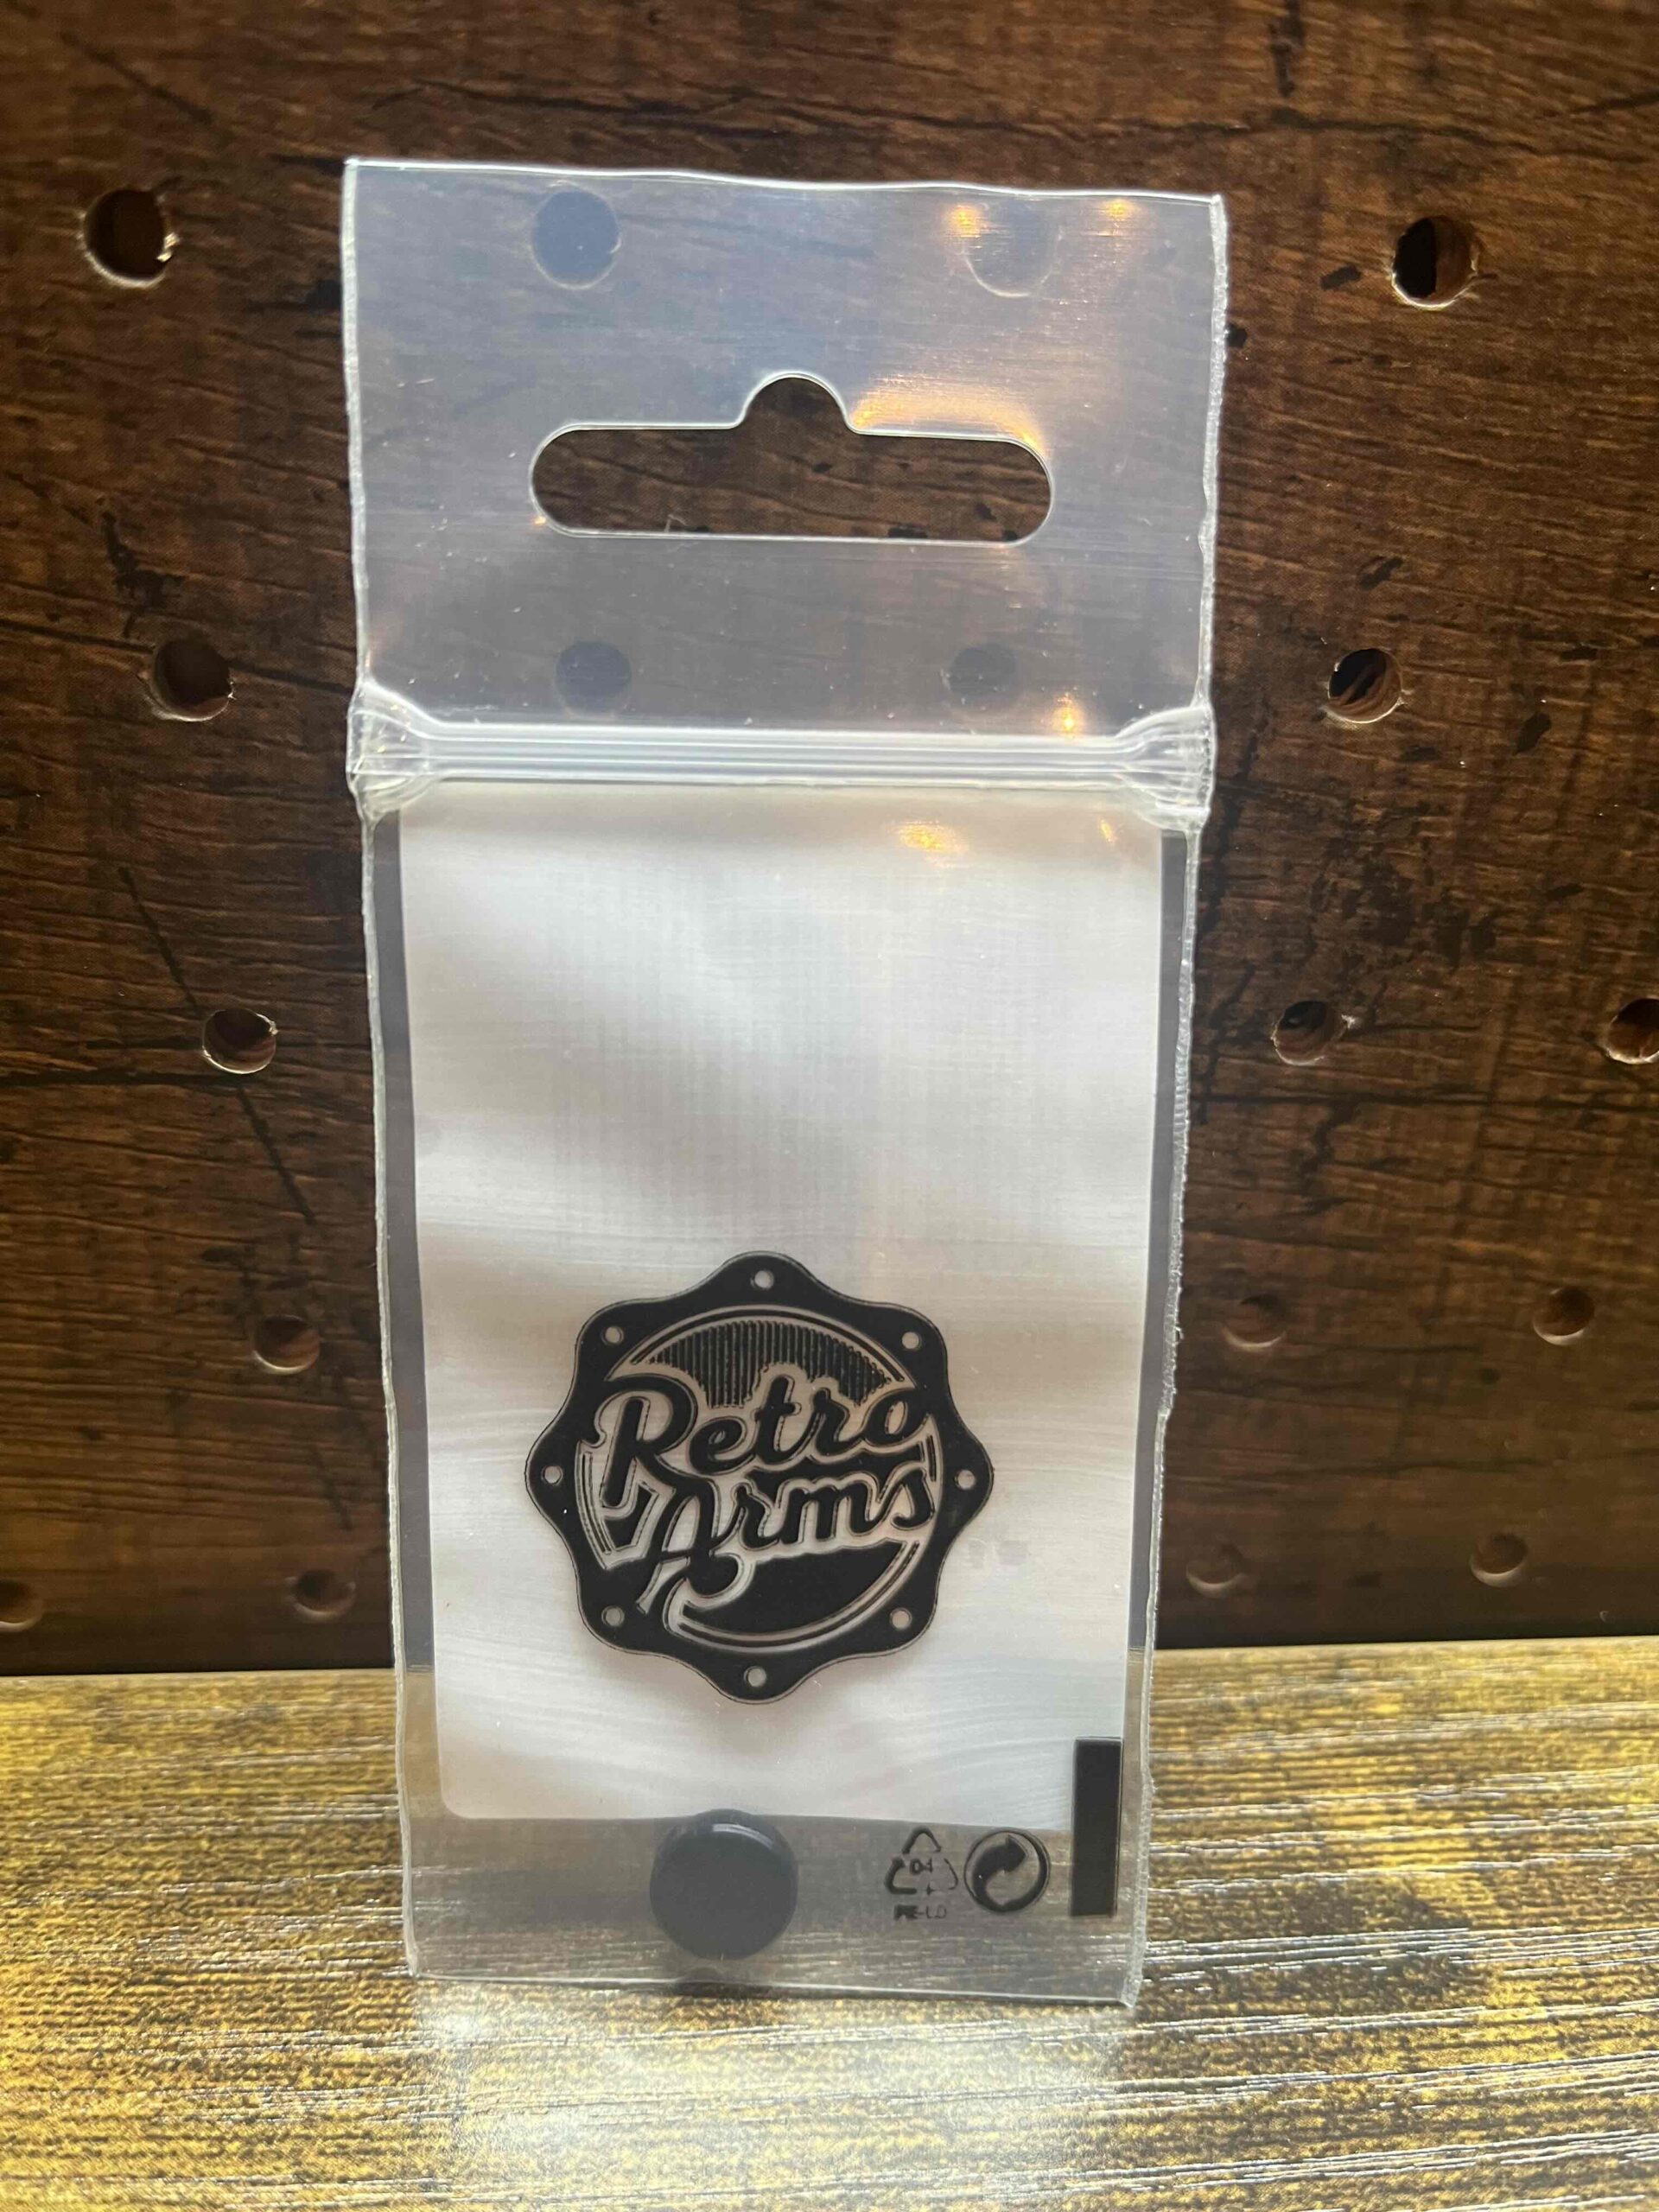 Retro
Arms
04
PE-LD